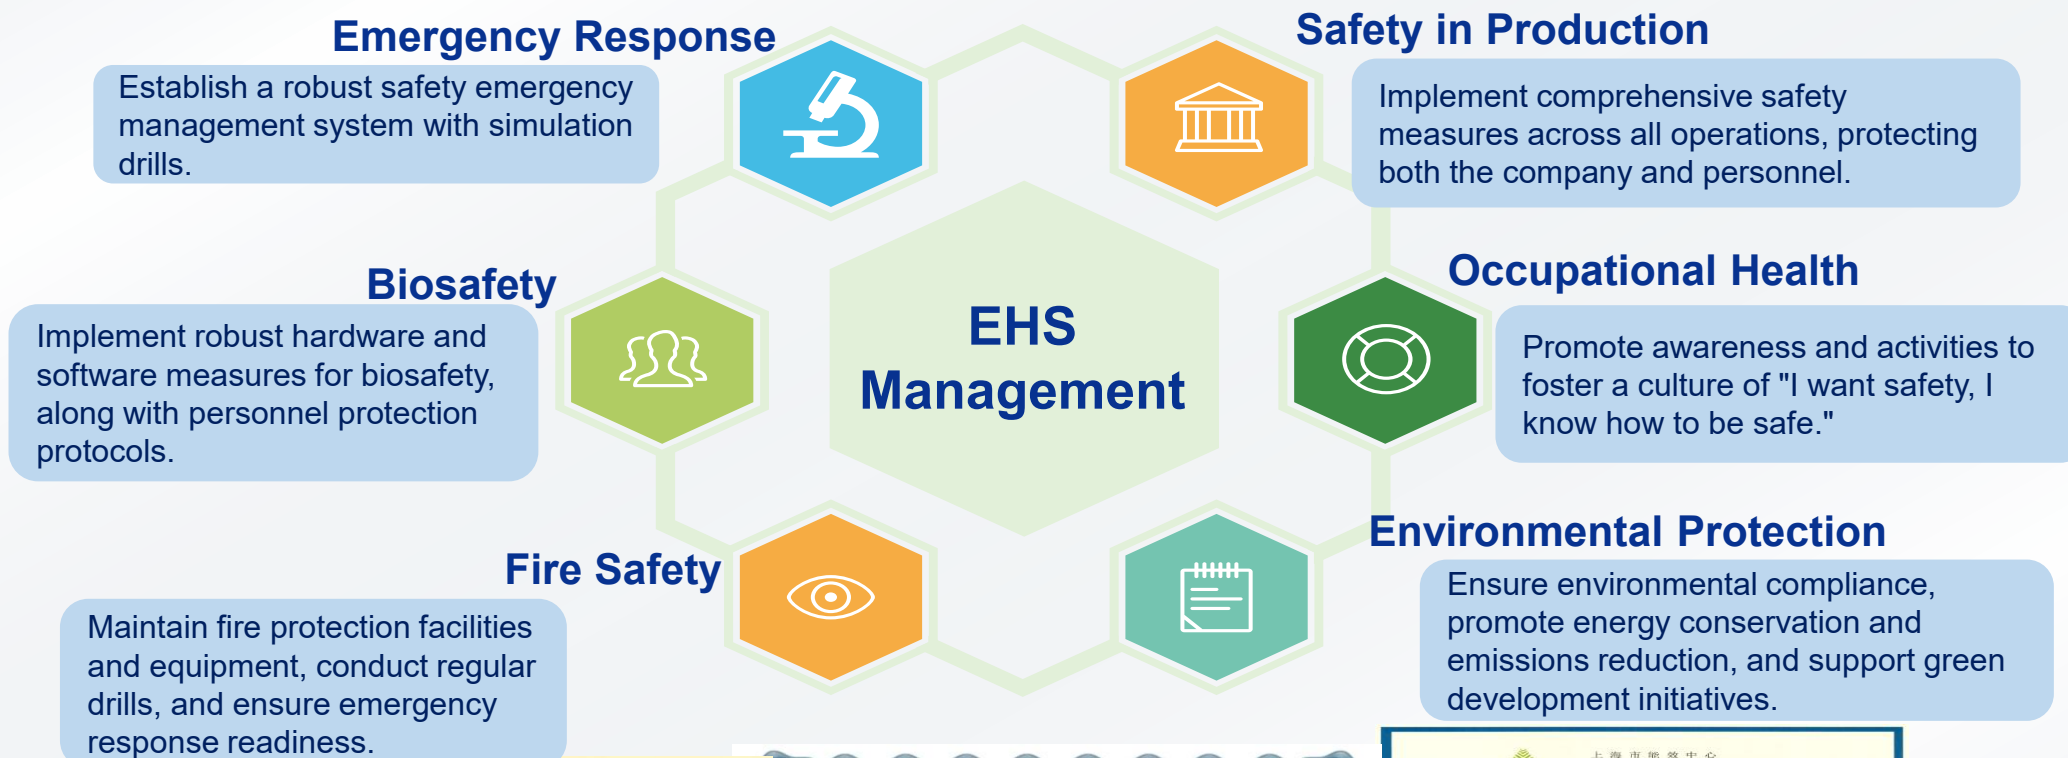 Emergency Response
Establish a robust safety emergency
management system with simulation
drills.
Safety in Production
Implement comprehensive safety
measures across all operations, protecting
both the company and personnel.
Biosafety
Implement robust hardware and
software measures for biosafety,
along with personnel protection
protocols.
EHS
Management
Occupational Health
Promote awareness and activities to
foster a culture of "I want safety, I
know how to be safe."
Fire Safety
Maintain fire protection facilities
and equipment, conduct regular
drills, and ensure emergency
response readiness.
Environmental Protection
Ensure environmental compliance,
promote energy conservation and
emissions reduction, and support green
development initiatives.